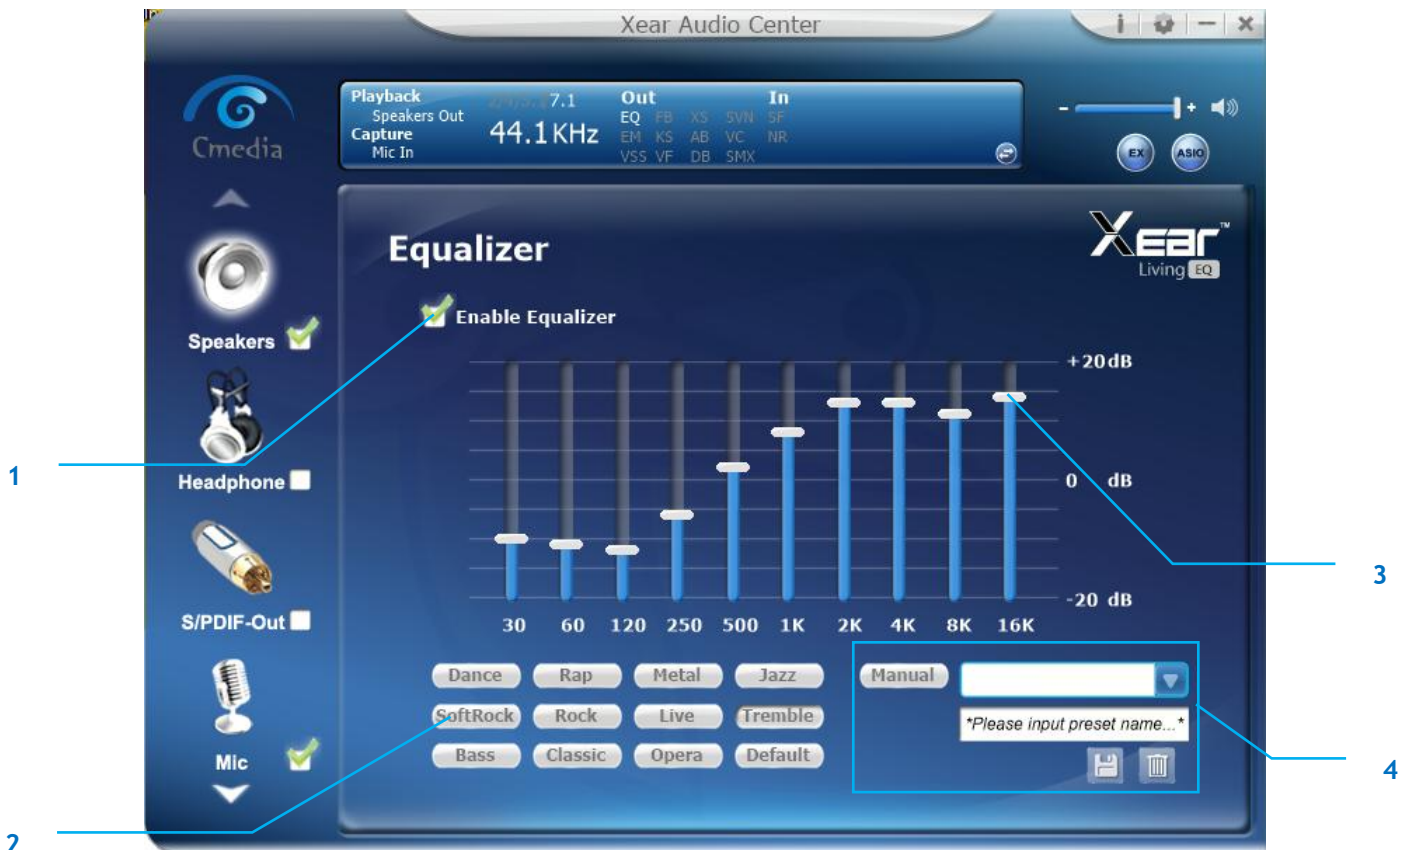 Xear Audio Center
i
Cmedia
Playback
Speakers Out
Capture
Mic In
7.1
44.1KHz
Out In
EQ FB XS SVN SF
EM KS AB VC NR
VSS VF DB SMX
- +
EX ASIO
Xear™
Living EQ
Equalizer
Enable Equalizer
Speakers
Headphone
S/PDIF-Out
Mic
+20dB
0 dB
-20 dB
30 60 120 250 500 1K 2K 4K 8K 16K
Dance Rap Metal Jazz
SoftRock Rock Live Tremble
Bass Classic Opera Default
Manual
*Please input preset name...*
1
2
3
4